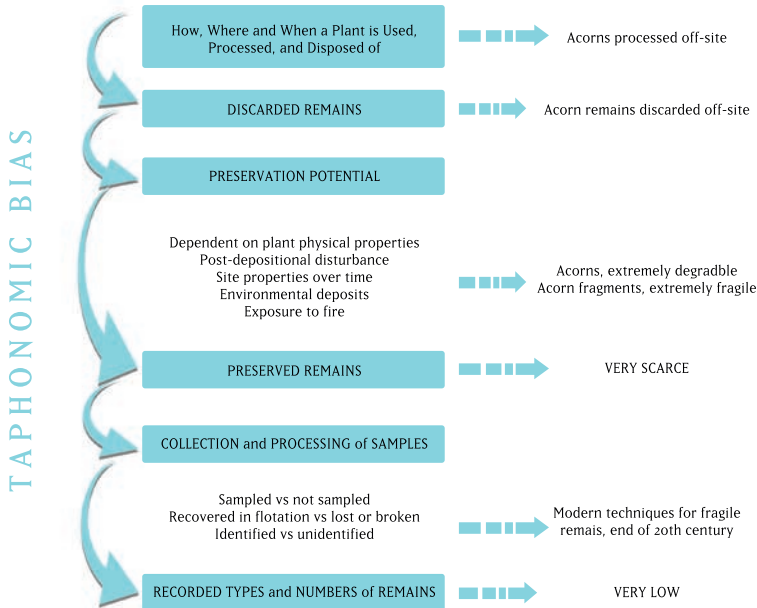 TAPHONOMIC BIAS
How, Where and When a Plant is Used,
Processed, and Disposed of
Acorns processed off-site
DISCARDED REMAINS
Acorn remains discarded off-site
PRESERVATION POTENTIAL
Dependent on plant physical properties
Post-depositional disturbance
Site properties over time
Environmental deposits
Exposure to fire
Acorns, extremely degradble
Acorn fragments, extremely fragile
PRESERVED REMAINS
VERY SCARCE
COLLECTION and PROCESSING of SAMPLES
Sampled vs not sampled
Recovered in flotation vs lost or broken
Identified vs unidentified
Modern techniques for fragile
remais, end of 20th century
RECORDED TYPES and NUMBERS of REMAINS
VERY LOW